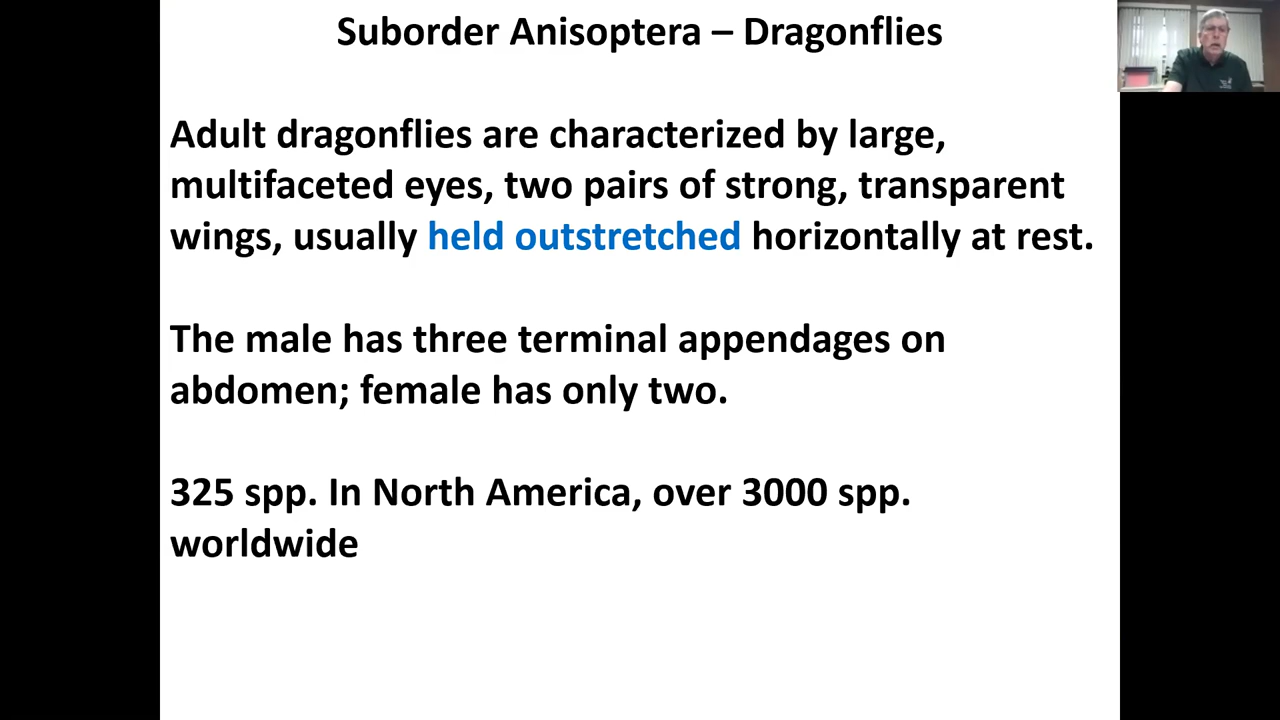 Suborder Anisoptera – Dragonflies
Adult dragonflies are characterized by large,
multifaceted eyes, two pairs of strong, transparent
wings, usually held outstretched horizontally at rest.
The male has three terminal appendages on
abdomen; female has only two.
325 spp. In North America, over 3000 spp.
worldwide